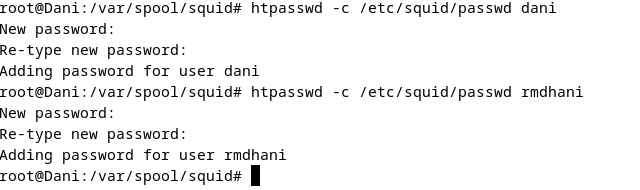 root@Dani:/var/spool/squid# htpasswd -c /etc/squid/passwd dani
New password:
Re-type new password:
Adding password for user dani
root@Dani:/var/spool/squid# htpasswd -c /etc/squid/passwd rmdhani
New password:
Re-type new password:
Adding password for user rmdhani
root@Dani:/var/spool/squid#